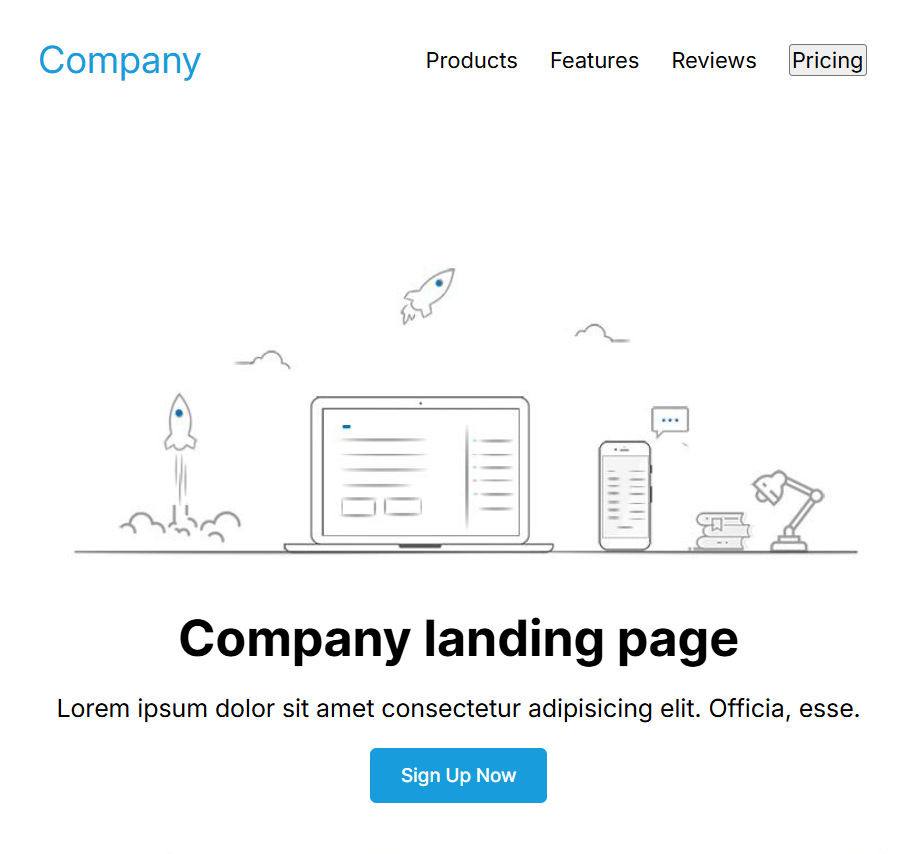 Company
Products Features Reviews Pricing
Company landing page
Lorem ipsum dolor sit amet consectetur adipisicing elit. Officia, esse.
Sign Up Now